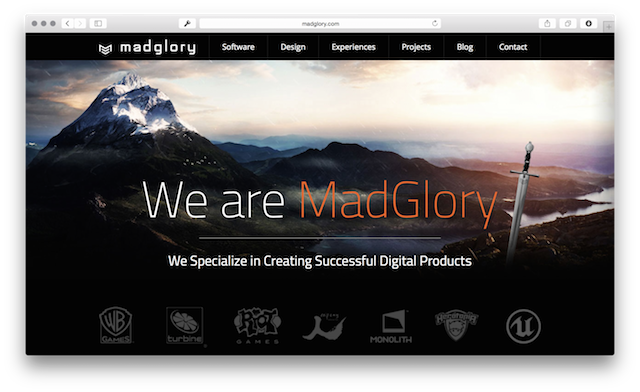 madglory.com
madglory
Software
Design
Experiences
Projects
Blog
Contact
We are MadGlory
We Specialize in Creating Successful Digital Products
WB
GAMES
turbine
Riot
GAMES
MONOLITH